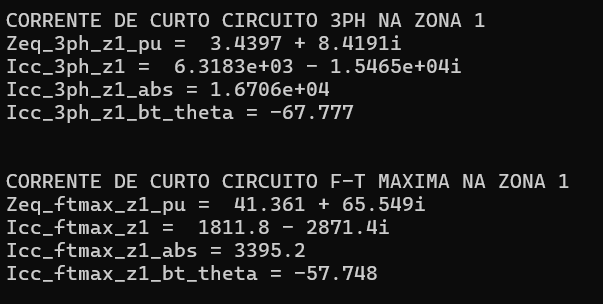 CORRENTE DE CURTO CIRCUITO 3PH NA ZONA 1
Zeq_3ph_z1_pu =  3.4397 + 8.4191i
Icc_3ph_z1 =  6.3183e+03 - 1.5465e+04i
Icc_3ph_z1_abs = 1.6706e+04
Icc_3ph_z1_bt_theta = -67.777
CORRENTE DE CURTO CIRCUITO F-T MAXIMA NA ZONA 1
Zeq_ftmax_z1_pu =  41.361 + 65.549i
Icc_ftmax_z1 =  1811.8 - 2871.4i
Icc_ftmax_z1_abs = 3395.2
Icc_ftmax_z1_bt_theta = -57.748